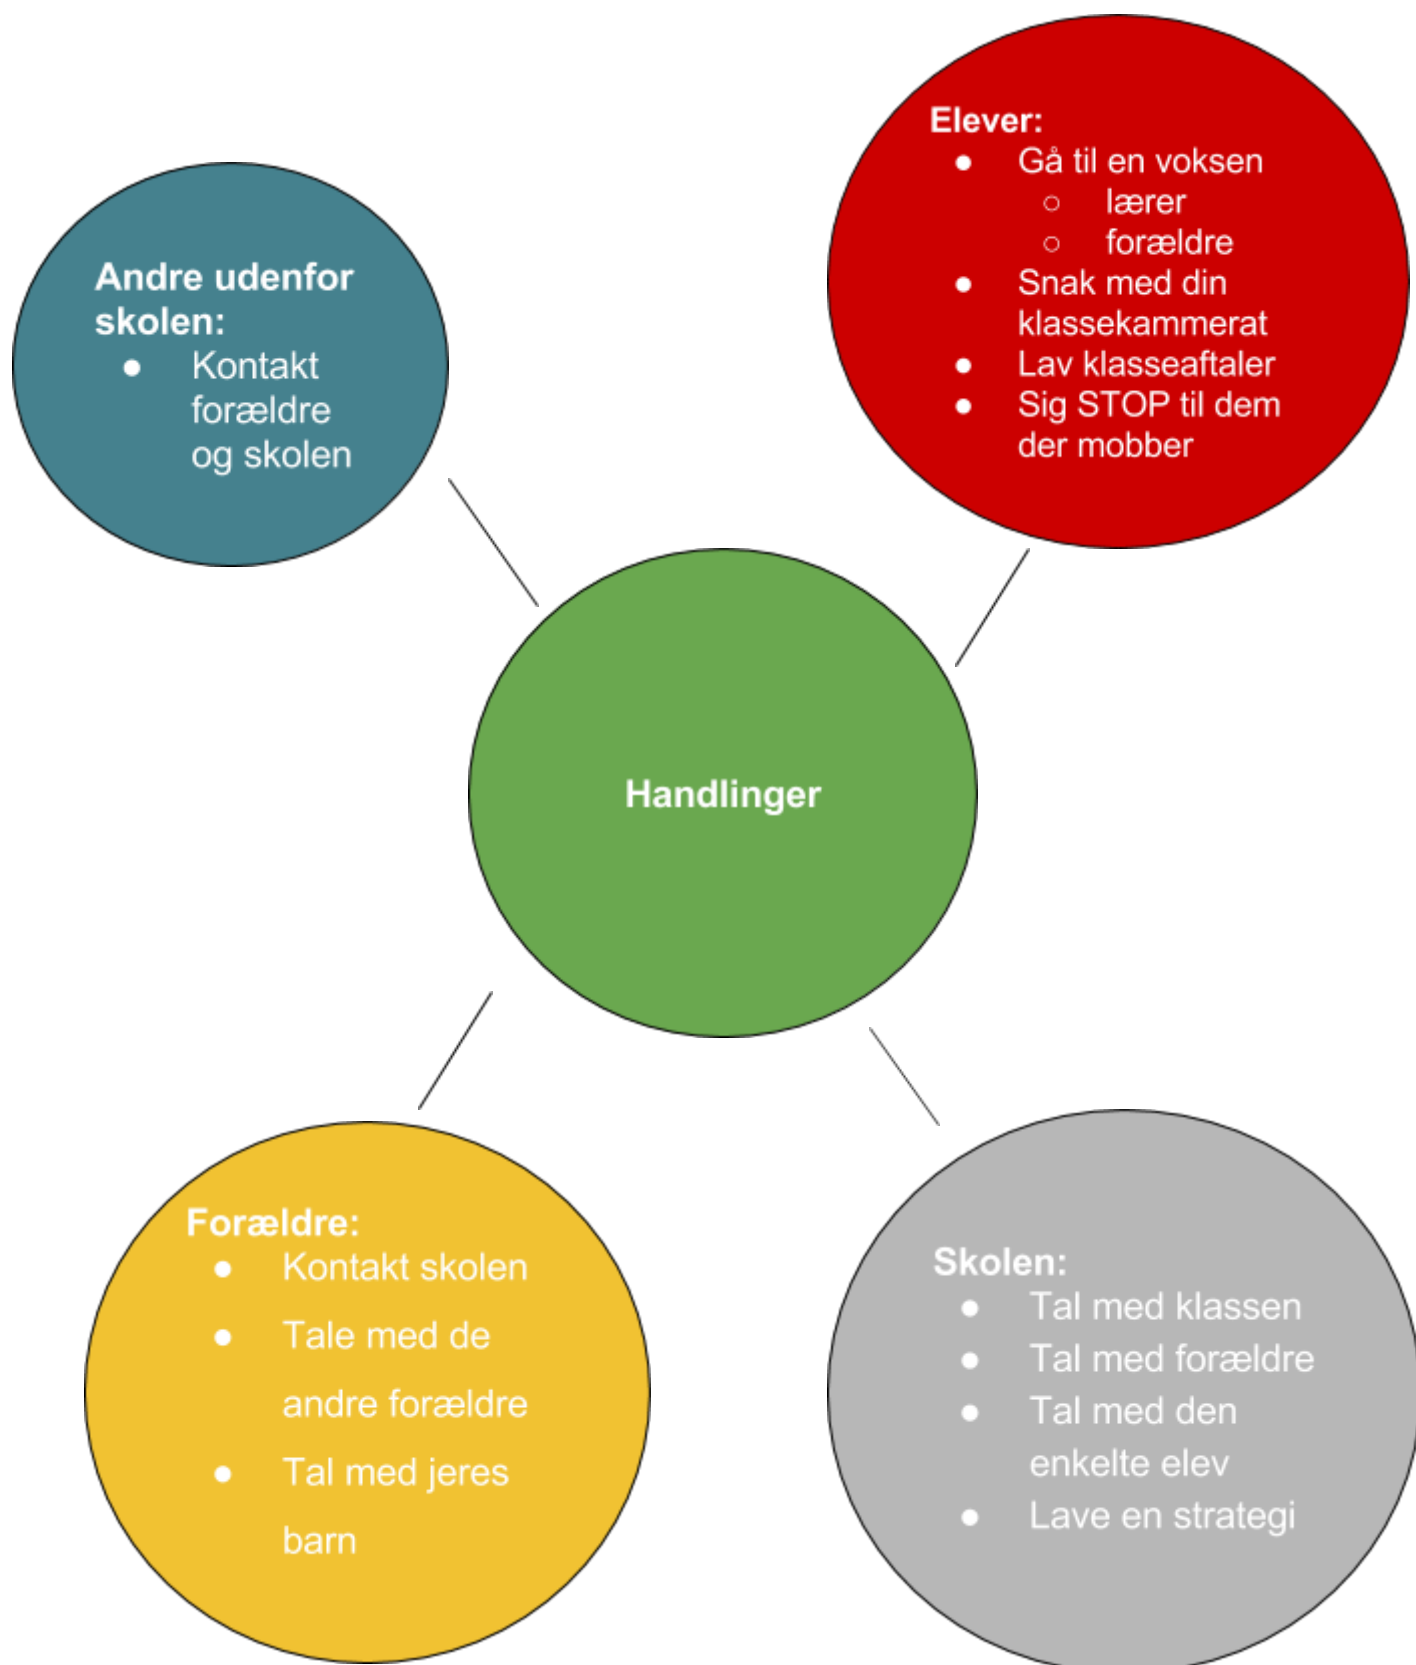 Andre udenfor
skolen:
● Kontakt
forældre
og skolen
Elever:
● Gå til en voksen
○ lærer
○ forældre
● Snak med din
klassekammerat
● Lav klasseaftaler
● Sig STOP til dem
der mobber
Handlinger
Forældre:
● Kontakt skolen
● Tale med de
andre forældre
● Tal med jeres
barn
Skolen:
● Tal med klassen
● Tal med forældre
● Tal med den
enkelte elev
● Lave en strategi